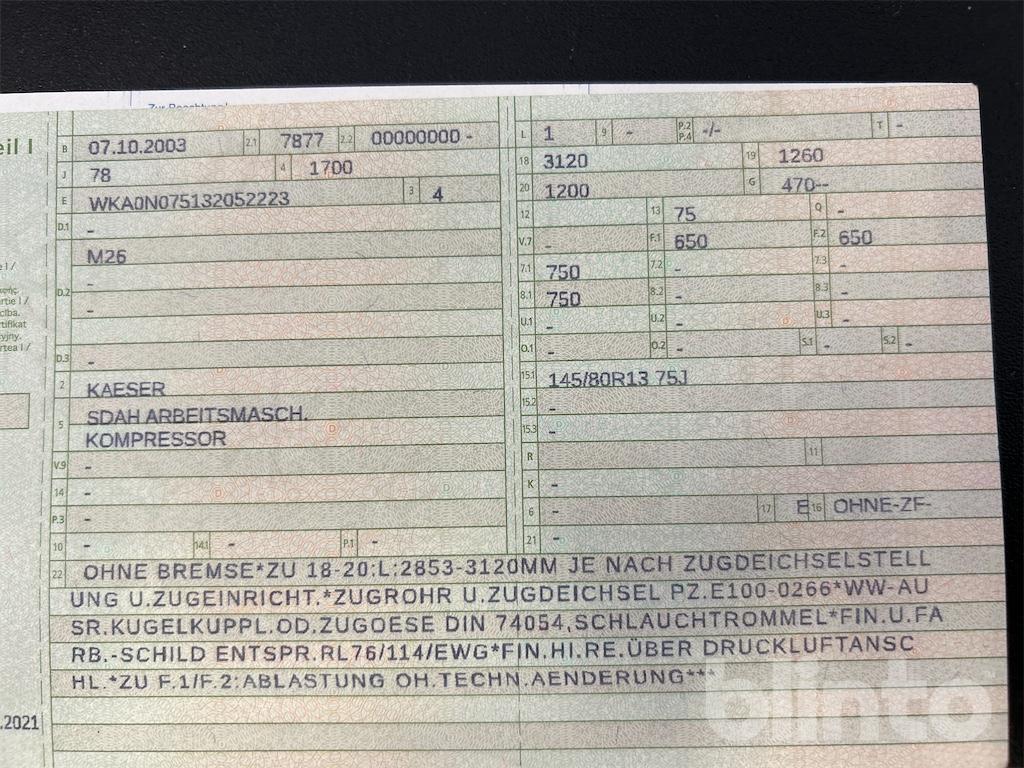 Zur Beachtung!
eil I
B 07.10.2003 2.1 7877 2.2 00000000 -
J 78 4 1700
E WKA0N075132052223 3 4
D.1 -
M26
D.2 -
-
D.3 -
2 KAESER
5 SDAH ARBEITSMASCH.
KOMPRESSOR
V.9 -
14 -
P.3 -
10 - 14.1 - P.1 -
L 1 9 - P.2 P.4 -/- T -
18 3120 19 1260
20 1200 G 470--
12 13 75 Q -
V.7 - F.1 650 F.2 650
7.1 750 7.2 - 7.3 -
8.1 750 8.2 - 8.3 -
U.1 - U.2 - U.3 -
O.1 - O.2 - S.1 - S.2 -
15.1 145/80R13 75J
15.2 -
15.3 -
R 11
K -
6 - 17 E 16 OHNE-ZF-
21 -
22 OHNE BREMSE*ZU 18-20:L:2853-3120MM JE NACH ZUGDEICHSELSTELL
UNG U.ZUGEINRICHT.*ZUGROHR U.ZUGDEICHSEL PZ.E100-0266*WW-AU
SR.KUGELKUPPL.OD.ZUGOESE DIN 74054,SCHLAUCHTROMMEL*FIN.U.FA
RB.-SCHILD ENTSPR.RL76/114/EWG*FIN.HI.RE.ÜBER DRUCKLUFTANSC
HL.*ZU F.1/F.2:ABLASTUNG OH.TECHN.AENDERUNG***
e I /
rtie I /
cība.
rtifikat
tea I /
.2021
blinto